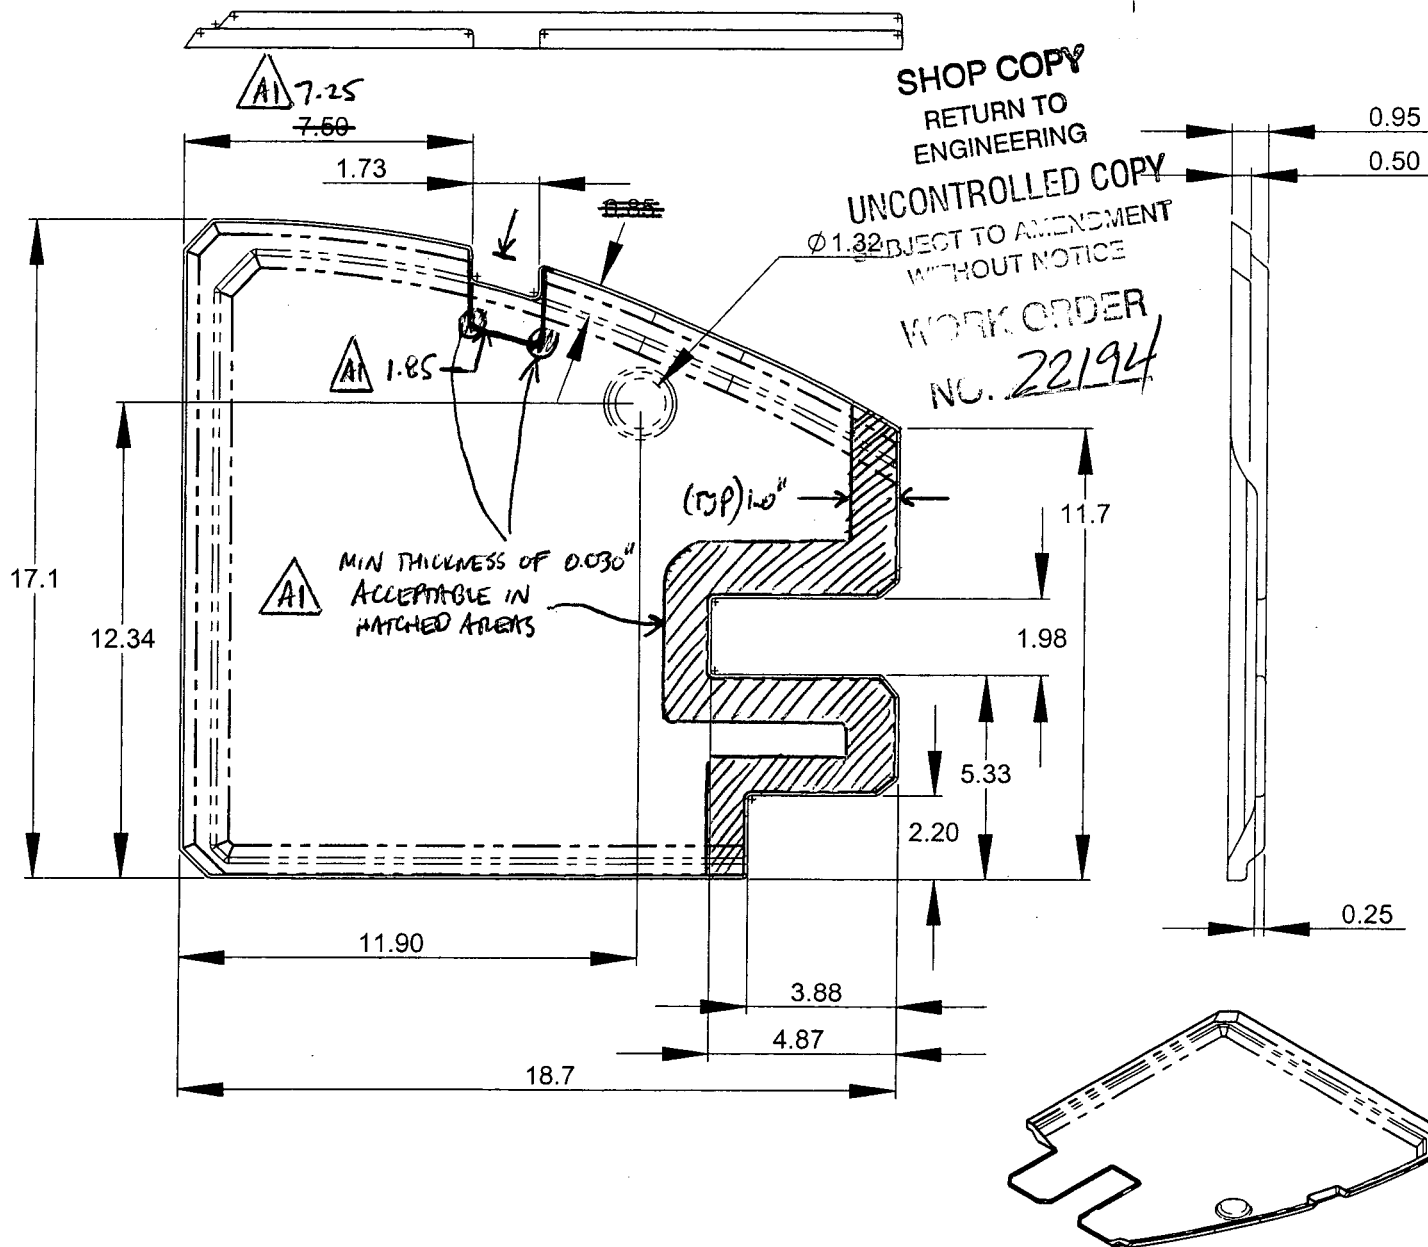 A1 7.25
7.50
1.73
0.85
Ø1.32
SHOP COPY
RETURN TO
ENGINEERING
UNCONTROLLED COPY
SUBJECT TO AMENDMENT
WITHOUT NOTICE
WORK ORDER
NO. 22194
0.95
0.50
A1 1.85
(TYP) 1.0"
11.7
17.1
12.34
A1
MIN THICKNESS OF 0.030"
ACCEPTABLE IN
HATCHED AREAS
1.98
5.33
2.20
0.25
11.90
3.88
4.87
18.7